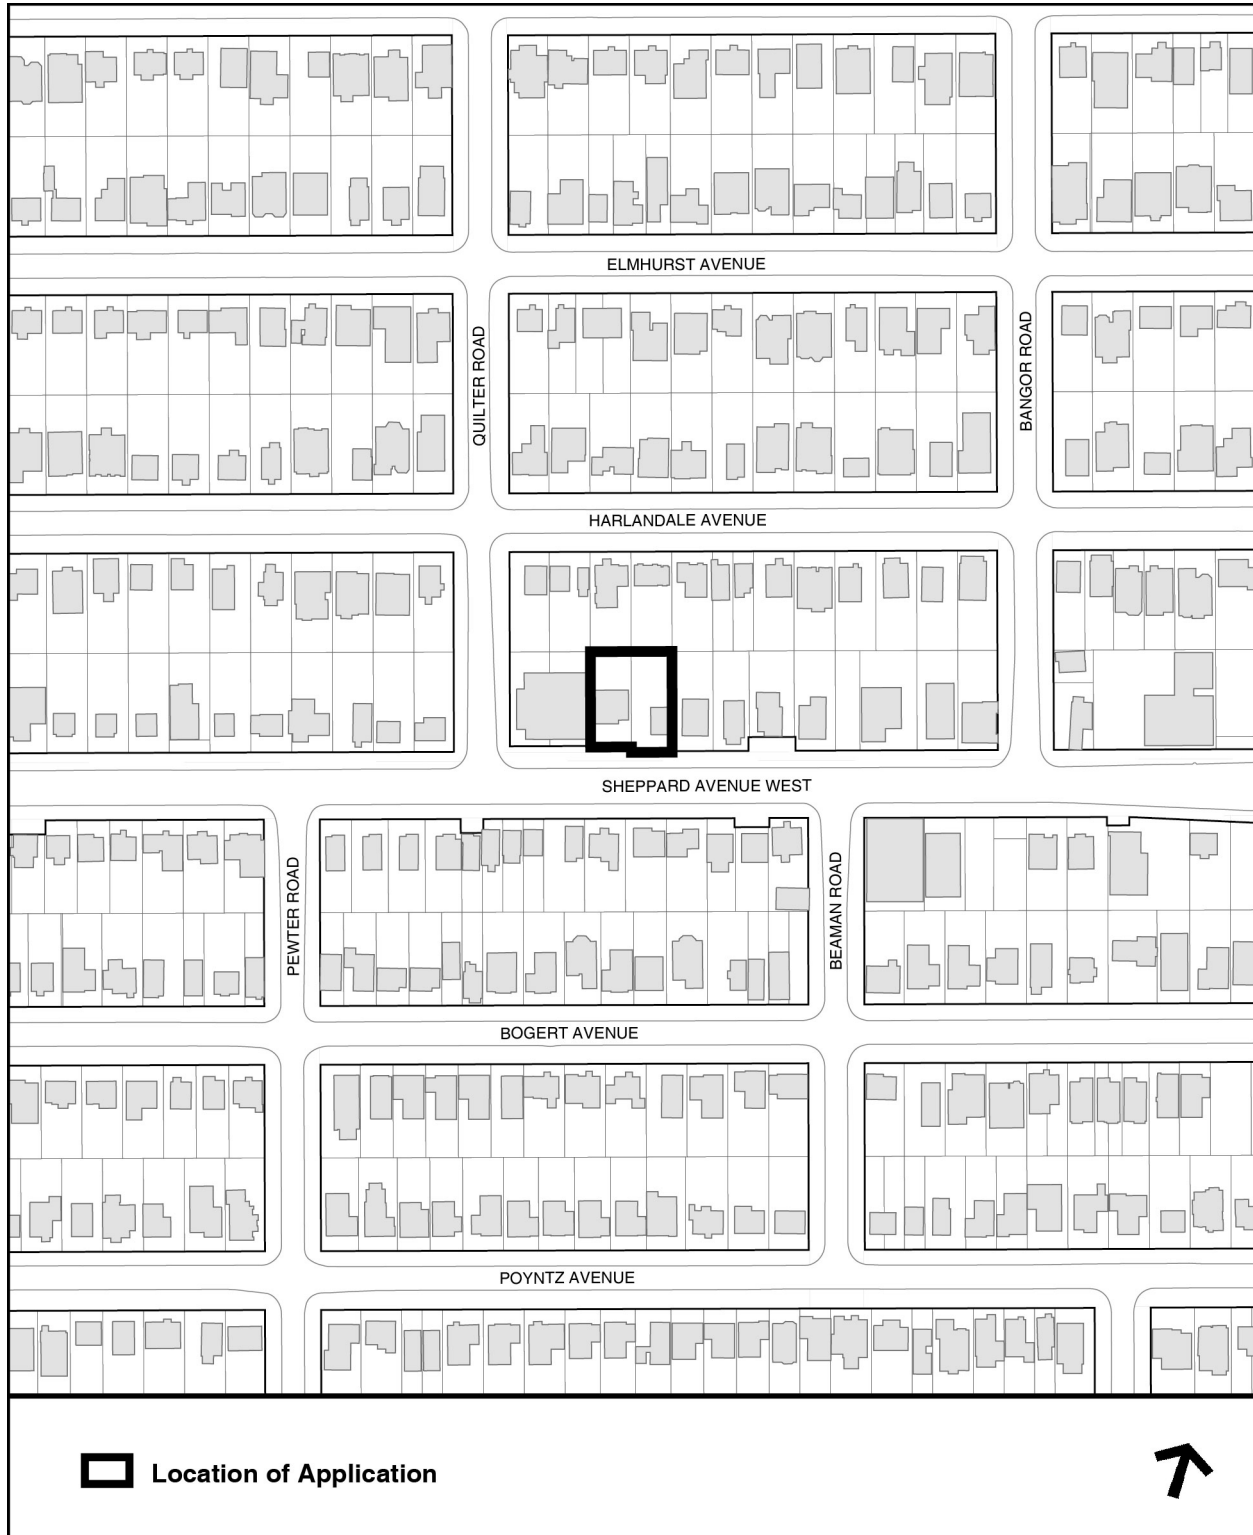 ELMHURST AVENUE
QUILTER ROAD
BANGOR ROAD
HARLANDALE AVENUE
SHEPPARD AVENUE WEST
PEWTER ROAD
BEAMAN ROAD
BOGERT AVENUE
POYNTZ AVENUE
Location of Application